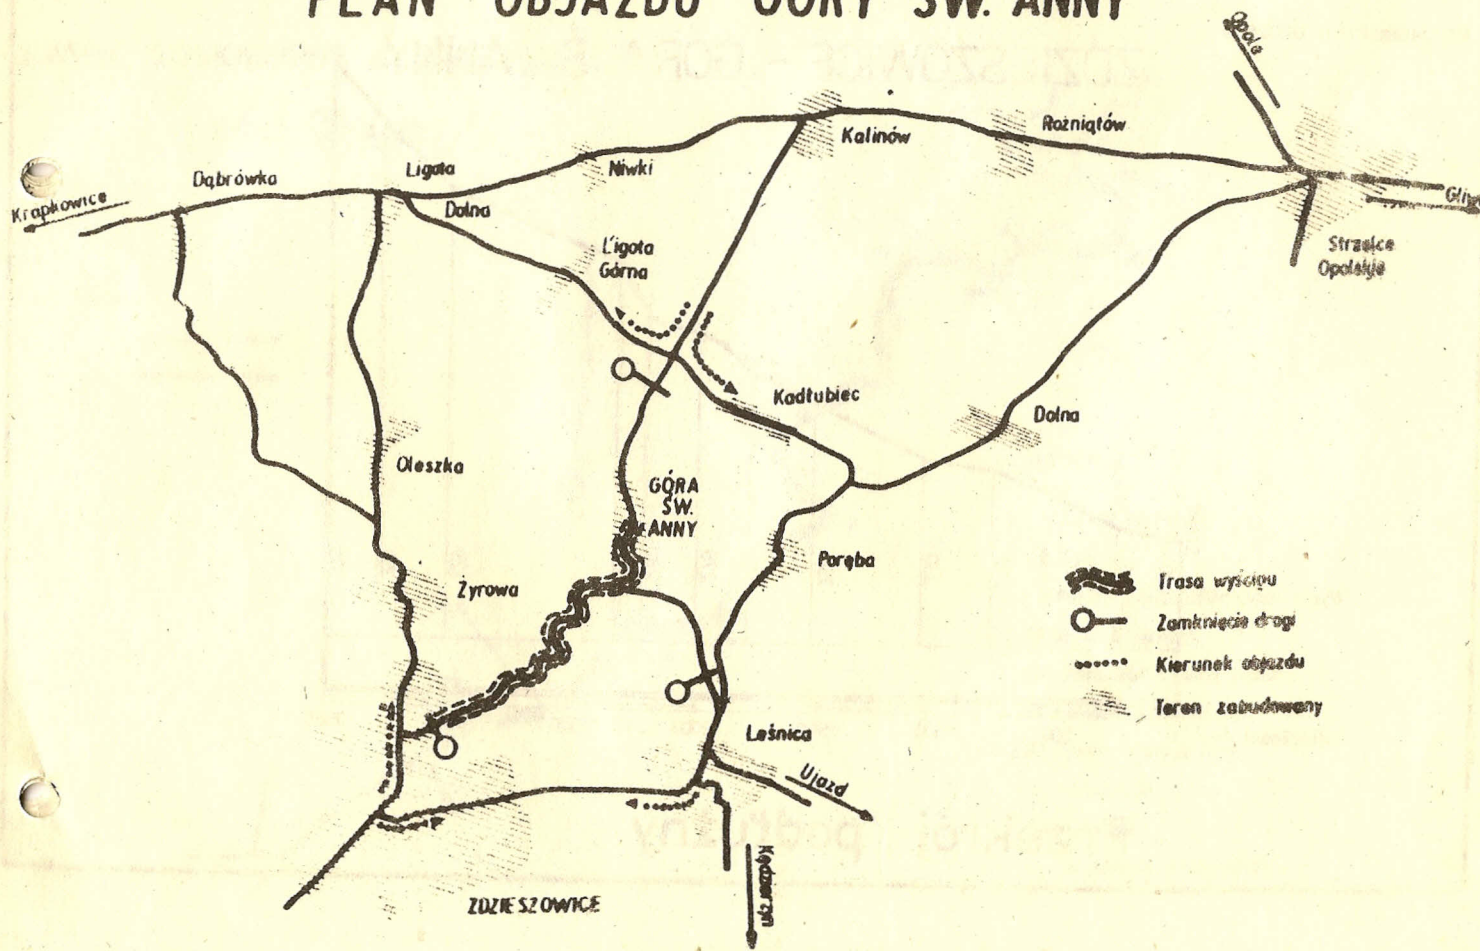 PLAN OBJAZDU GÓRY ŚW. ANNY
Opole
Kalinów
Rożniątów
Ligota
Dolna
Niwki
Dąbrówka
Krapkowice
Gliw
Strzelce
Opolskie
Ligota
Górna
Kadłubiec
Dolna
Oleszka
GÓRA
ŚW.
ANNY
Poręba
Żyrowa
Trasa wyścigu
Zamknięcie drogi
Kierunek objazdu
Teren zabudowany
Leśnica
Ujazd
Kędzierzyn
ZDZIESZOWICE